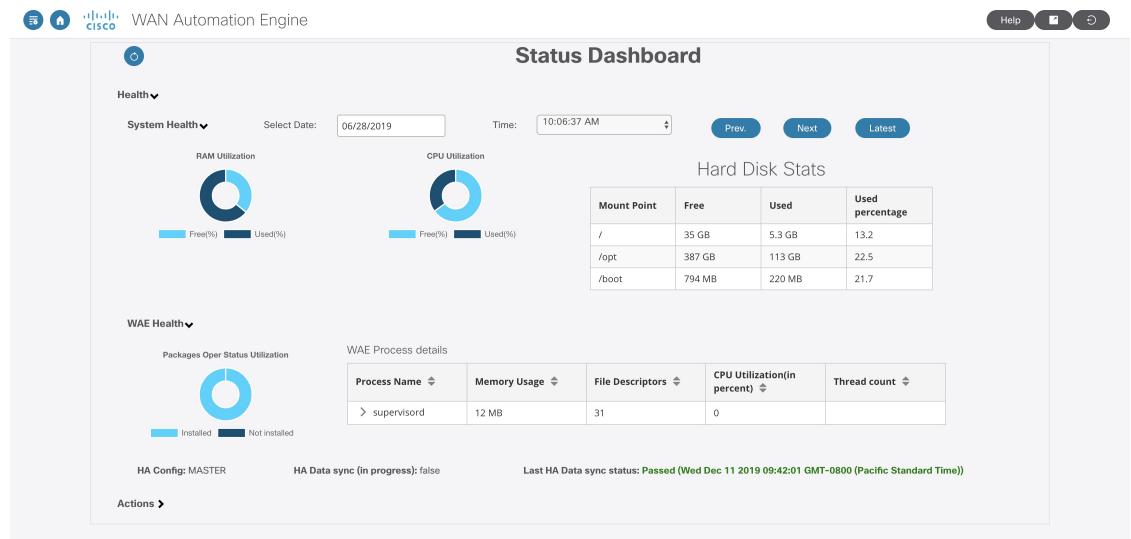 CISCO WAN Automation Engine Help
Status Dashboard
Health
System Health Select Date: 06/28/2019 Time: 10:06:37 AM Prev. Next Latest
RAM Utilization CPU Utilization
Free(%) Used(%) Free(%) Used(%)
Hard Disk Stats
Mount Point Free Used Used percentage
/ 35 GB 5.3 GB 13.2
/opt 387 GB 113 GB 22.5
/boot 794 MB 220 MB 21.7
WAE Health
Packages Oper Status Utilization
Installed Not installed
WAE Process details
Process Name Memory Usage File Descriptors CPU Utilization(in percent) Thread count
supervisord 12 MB 31 0
HA Config: MASTER HA Data sync (in progress): false Last HA Data sync status: Passed (Wed Dec 11 2019 09:42:01 GMT-0800 (Pacific Standard Time))
Actions